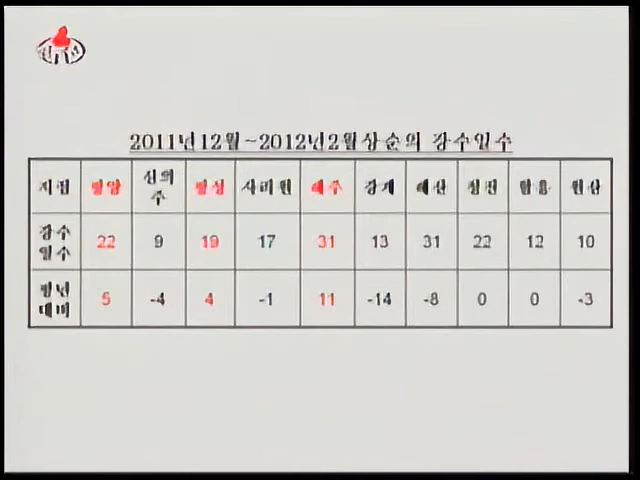 2011년12월~2012년2월상순의 강수일수
지점 평양 신의주 평성 사리원 해주 강계 혜산 청진 함흥 원산
강수일수 22 9 19 17 31 13 31 22 12 10
평년대비 5 -4 4 -1 11 -14 -8 0 0 -3